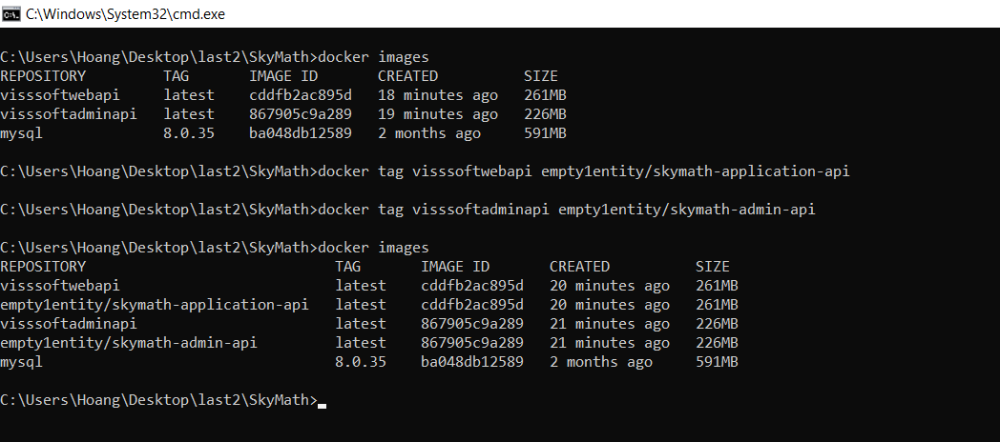 C:\Windows\System32\cmd.exe
C:\Users\Hoang\Desktop\last2\SkyMath>docker images
REPOSITORY TAG IMAGE ID CREATED SIZE
visssoftwebapi latest cddfb2ac895d 18 minutes ago 261MB
visssoftadminapi latest 867905c9a289 19 minutes ago 226MB
mysql 8.0.35 ba048db12589 2 months ago 591MB
C:\Users\Hoang\Desktop\last2\SkyMath>docker tag visssoftwebapi empty1entity/skymath-application-api
C:\Users\Hoang\Desktop\last2\SkyMath>docker tag visssoftadminapi empty1entity/skymath-admin-api
C:\Users\Hoang\Desktop\last2\SkyMath>docker images
REPOSITORY TAG IMAGE ID CREATED SIZE
visssoftwebapi latest cddfb2ac895d 20 minutes ago 261MB
empty1entity/skymath-application-api latest cddfb2ac895d 20 minutes ago 261MB
visssoftadminapi latest 867905c9a289 21 minutes ago 226MB
empty1entity/skymath-admin-api latest 867905c9a289 21 minutes ago 226MB
mysql 8.0.35 ba048db12589 2 months ago 591MB
C:\Users\Hoang\Desktop\last2\SkyMath>